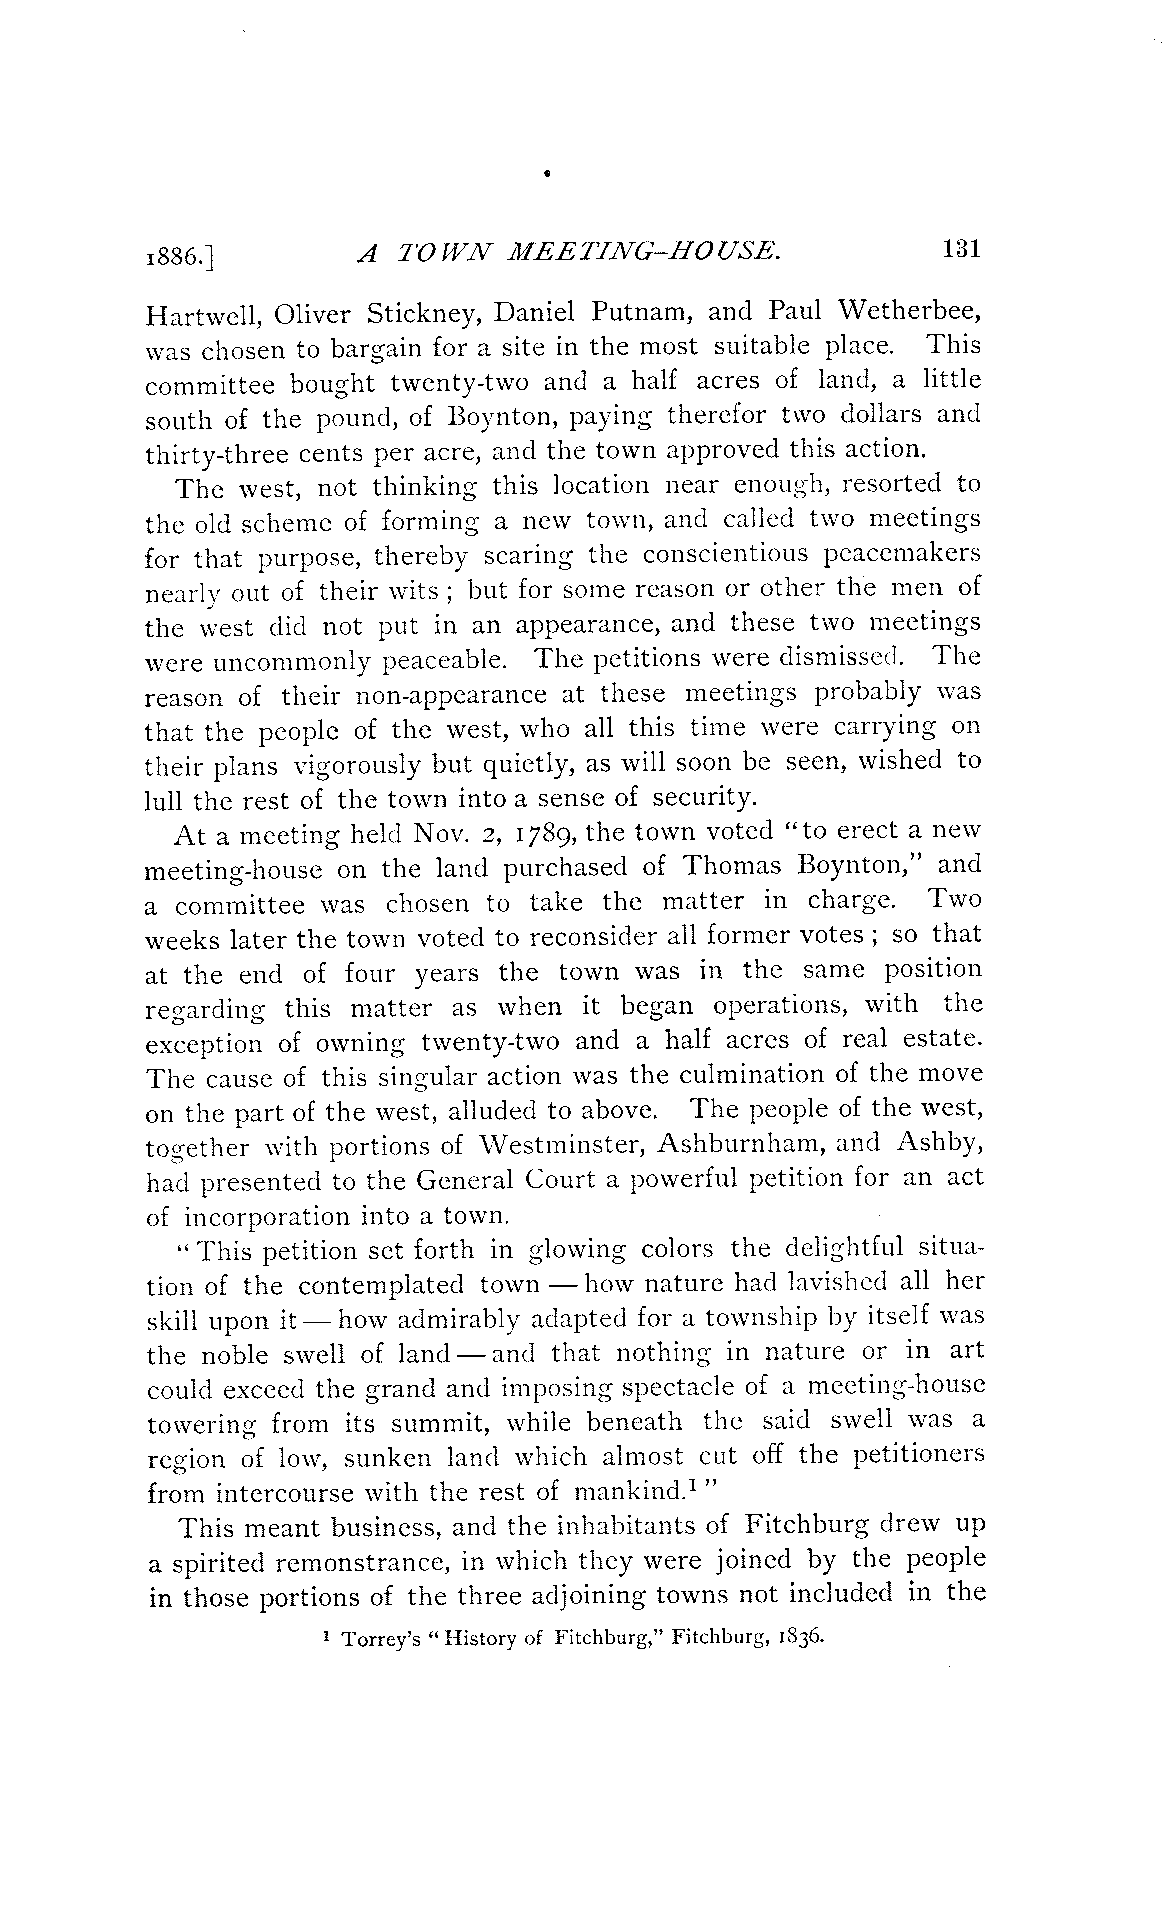 1886.] A TOWN MEETING-HOUSE. 131
Hartwell, Oliver Stickney, Daniel Putnam, and Paul Wetherbee,
was chosen to bargain for a site in the most suitable place. This
committee bought twenty-two and a half acres of land, a little
south of the pound, of Boynton, paying therefor two dollars and
thirty-three cents per acre, and the town approved this action.
The west, not thinking this location near enough, resorted to
the old scheme of forming a new town, and called two meetings
for that purpose, thereby scaring the conscientious peacemakers
nearly out of their wits ; but for some reason or other the men of
the west did not put in an appearance, and these two meetings
were uncommonly peaceable. The petitions were dismissed. The
reason of their non-appearance at these meetings probably was
that the people of the west, who all this time were carrying on
their plans vigorously but quietly, as will soon be seen, wished to
lull the rest of the town into a sense of security.
At a meeting held Nov. 2, 1789, the town voted "to erect a new
meeting-house on the land purchased of Thomas Boynton," and
a committee was chosen to take the matter in charge. Two
weeks later the town voted to reconsider all former votes ; so that
at the end of four years the town was in the same position
regarding this matter as when it began operations, with the
exception of owning twenty-two and a half acres of real estate.
The cause of this singular action was the culmination of the move
on the part of the west, alluded to above. The people of the west,
together with portions of Westminster, Ashburnham, and Ashby,
had presented to the General Court a powerful petition for an act
of incorporation into a town.
"This petition set forth in glowing colors the delightful situa-
tion of the contemplated town — how nature had lavished all her
skill upon it — how admirably adapted for a township by itself was
the noble swell of land — and that nothing in nature or in art
could exceed the grand and imposing spectacle of a meeting-house
towering from its summit, while beneath the said swell was a
region of low, sunken land which almost cut off the petitioners
from intercourse with the rest of mankind.¹ "
This meant business, and the inhabitants of Fitchburg drew up
a spirited remonstrance, in which they were joined by the people
in those portions of the three adjoining towns not included in the
¹ Torrey's "History of Fitchburg," Fitchburg, 1836.